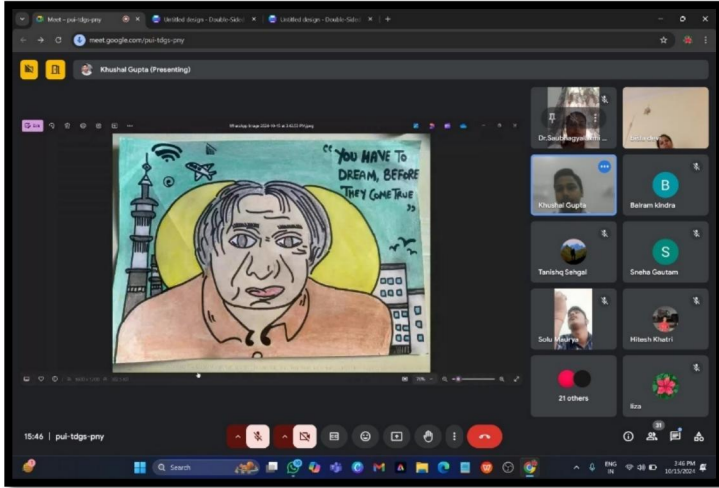 Meet - pui-tdgs-pny
Untitled design - Double-Sided
Untitled design - Double-Sided
meet.google.com/pui-tdgs-pny
Khushal Gupta (Presenting)
“ YOU HAVE TO
DREAM, BEFORE
THEY COME TRUE
”
Khushal Gupta
Balram kindra
Tanishq Sehgal
Sneha Gautam
Hitesh Khatri
21 others
15:46 | pui-tdgs-pny
31
Search
ENG
IN
3:46 PM
10/15/2024